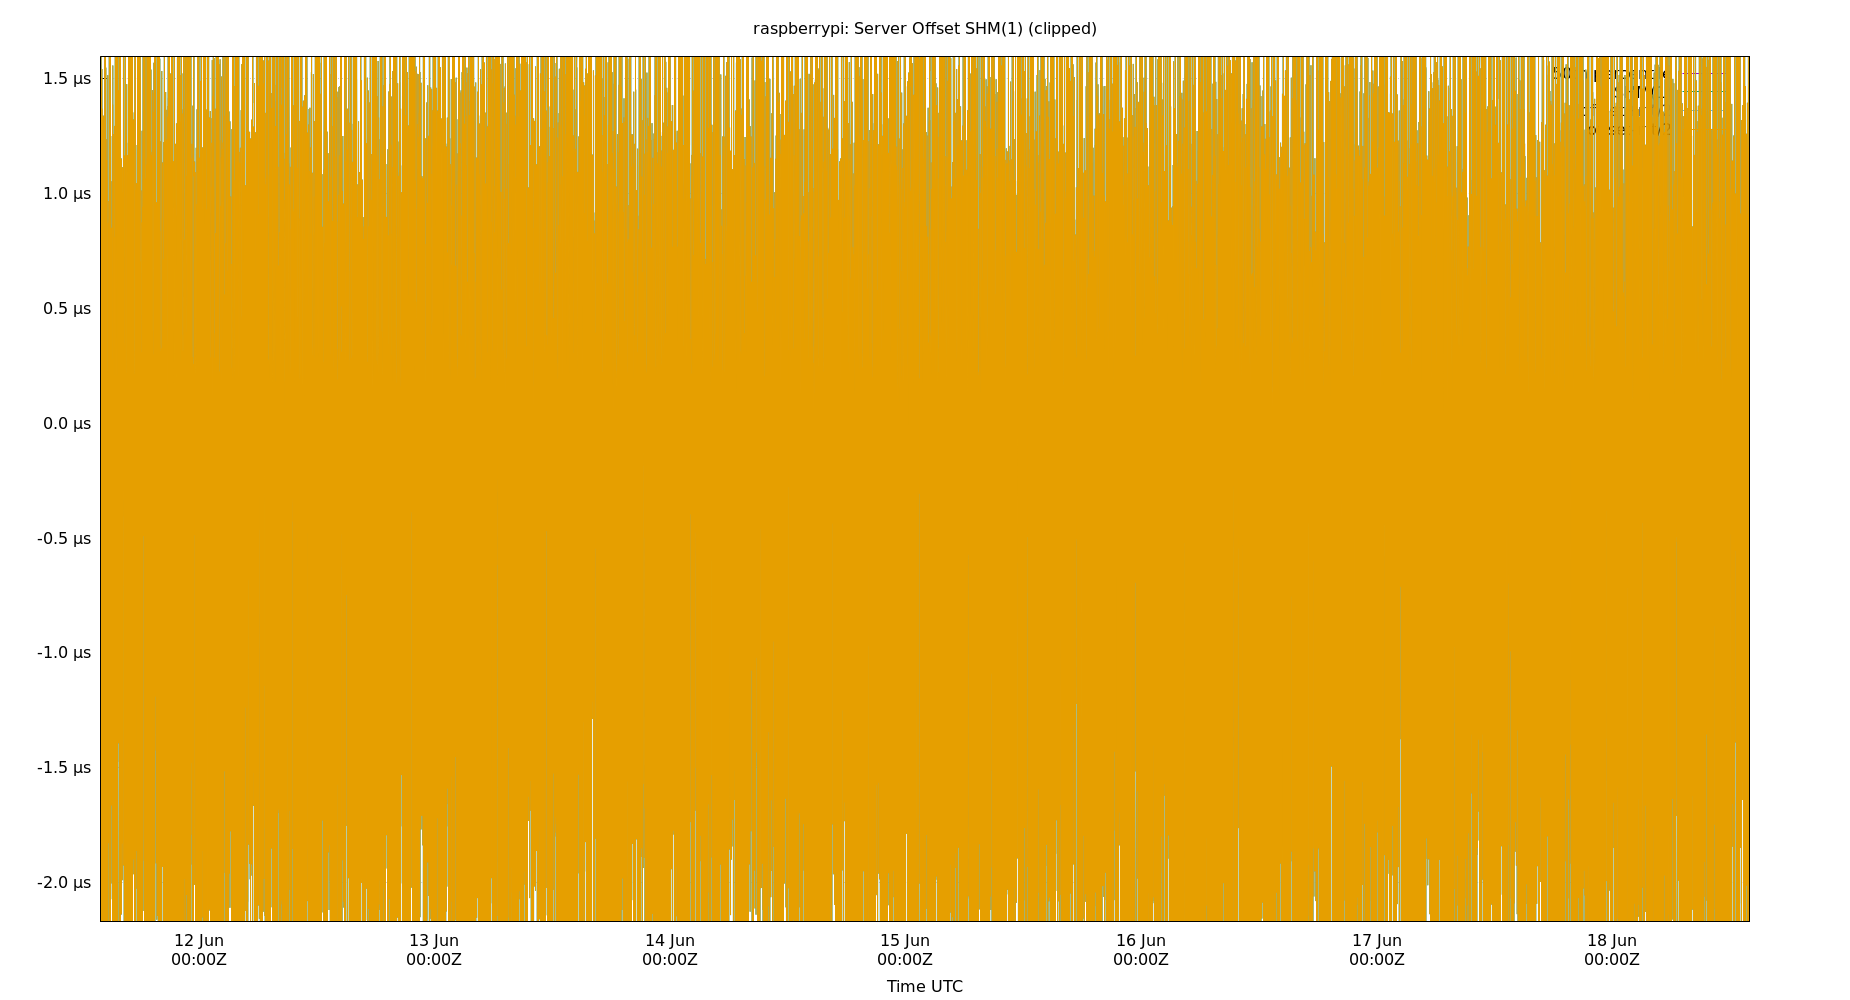 raspberrypi: Server Offset SHM(1) (clipped)
1.5 µs
1.0 µs
0.5 µs
0.0 µs
-0.5 µs
-1.0 µs
-1.5 µs
-2.0 µs
12 Jun 13 Jun 14 Jun 15 Jun 16 Jun 17 Jun 18 Jun
00:00Z 00:00Z 00:00Z 00:00Z 00:00Z 00:00Z 00:00Z
Time UTC